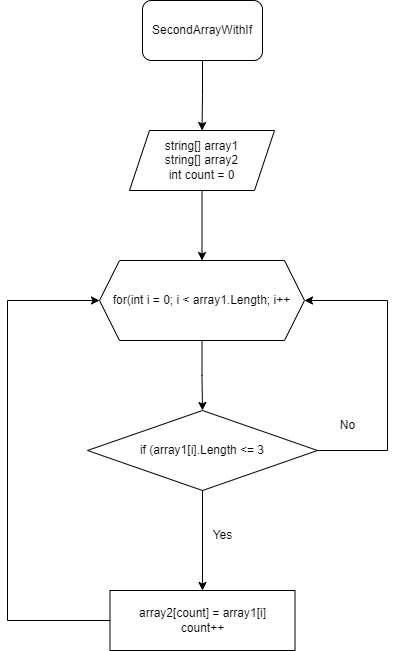 SecondArrayWithIf
string[] array1
string[] array2
int count = 0
for(int i = 0; i < array1.Length; i++
if (array1[i].Length <= 3
No
Yes
array2[count] = array1[i]
count++